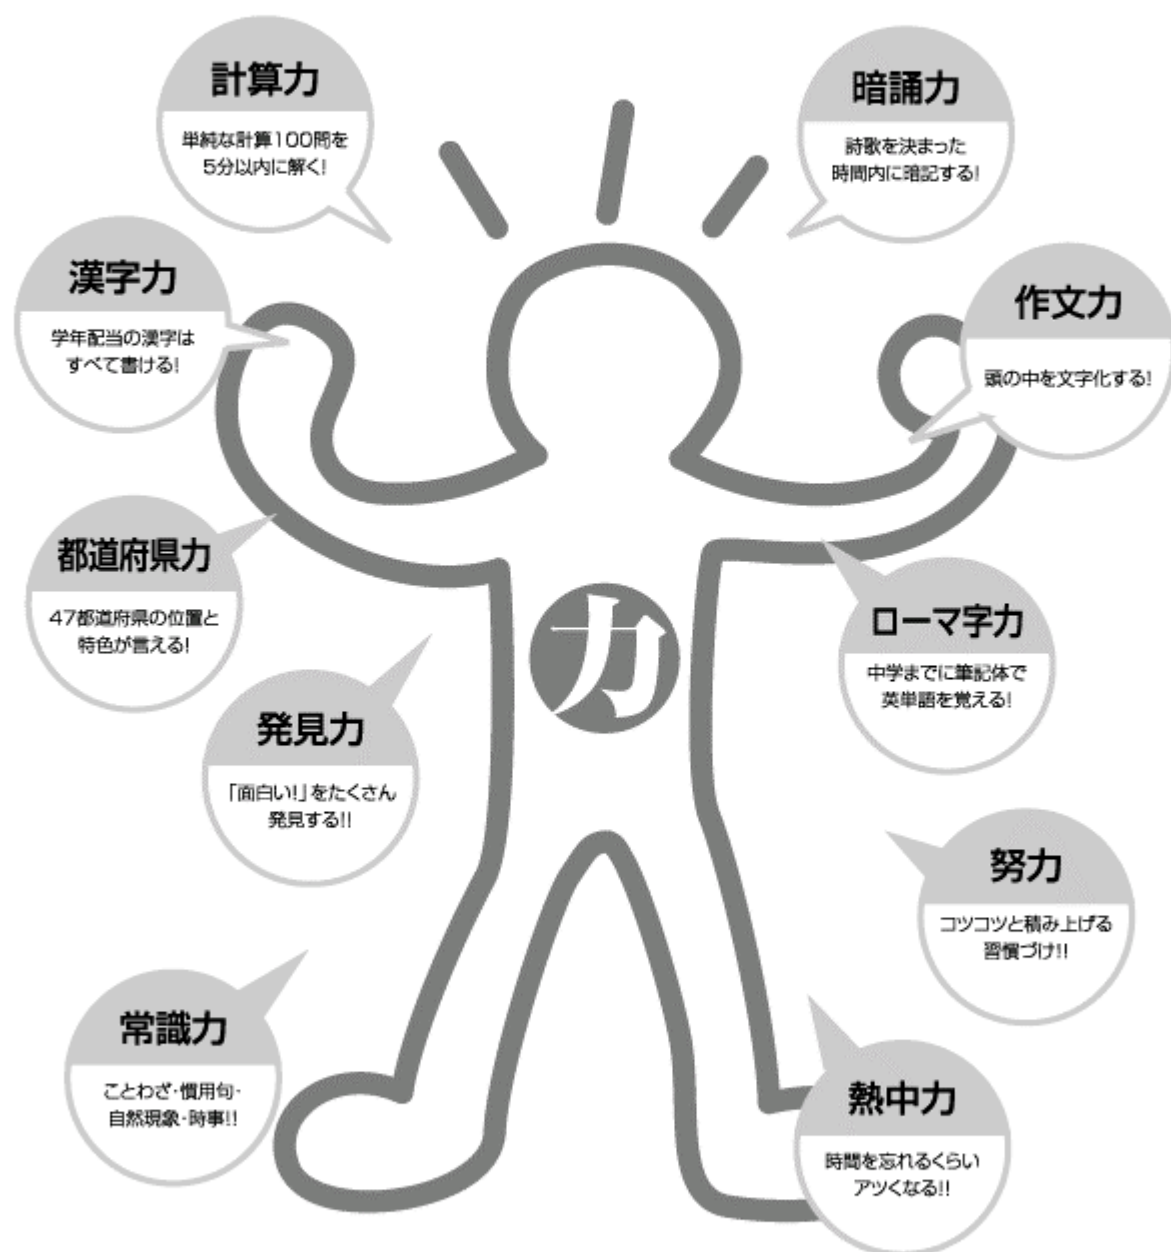 計算力
単純な計算100問を
5分以内に解く!
暗誦力
詩歌を決まった
時間内に暗記する!
漢字力
学年配当の漢字は
すべて書ける!
作文力
頭の中を文字化する!
都道府県力
47都道府県の位置と
特色が言える!
力
ローマ字力
中学までに筆記体で
英単語を覚える!
発見力
「面白い!」をたくさん
発見する!!
努力
コツコツと積み上げる
習慣づけ!!
常識力
ことわざ・慣用句・
自然現象・時事!!
熱中力
時間を忘れるくらい
アツくなる!!